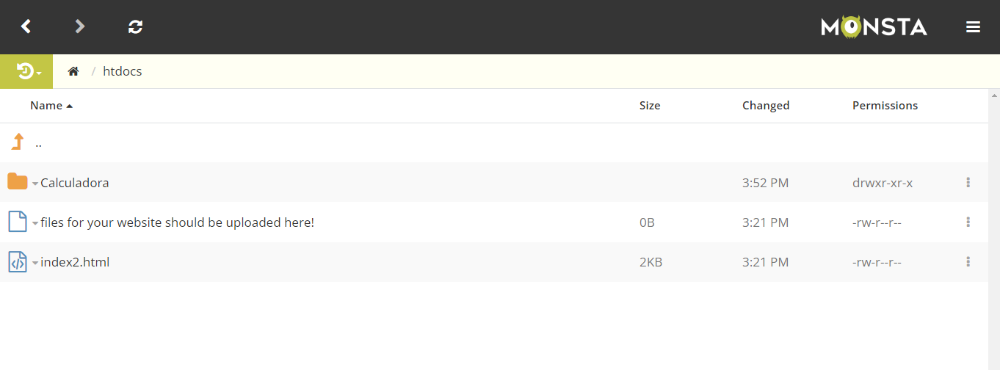 MONSTA
/ htdocs
Name Size Changed Permissions
..
Calculadora 3:52 PM drwxr-xr-x
files for your website should be uploaded here! 0B 3:21 PM -rw-r--r--
index2.html 2KB 3:21 PM -rw-r--r--